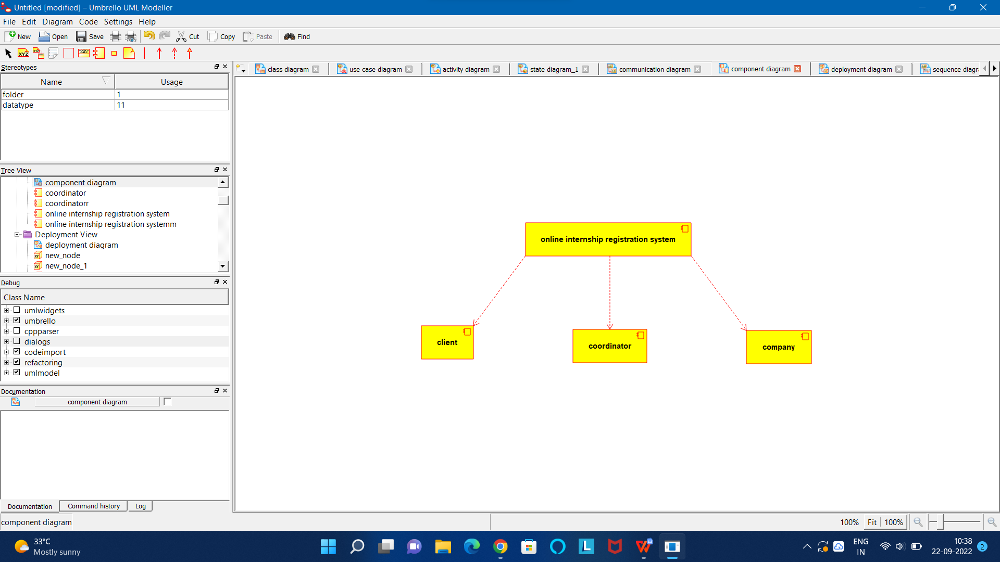 Untitled [modified] – Umbrello UML Modeller
File Edit Diagram Code Settings Help
New Open Save Cut Copy Paste Find
XYZ XYZ ABC
Stereotypes
Name Usage
folder 1
datatype 11
Tree View
component diagram
coordinator
coordinatorr
online internship registration system
online internship registration systemm
Deployment View
deployment diagram
new_node
new_node_1
Debug
Class Name
umlwidgets
umbrello
cppparser
dialogs
codeimport
refactoring
umlmodel
Documentation
component diagram
Documentation Command history Log
class diagram use case diagram activity diagram state diagram_1 communication diagram component diagram deployment diagram sequence diagr
online internship registration system
client
coordinator
company
component diagram
100% Fit 100%
33°C
Mostly sunny
L
ENG
IN
10:38
22-09-2022
2